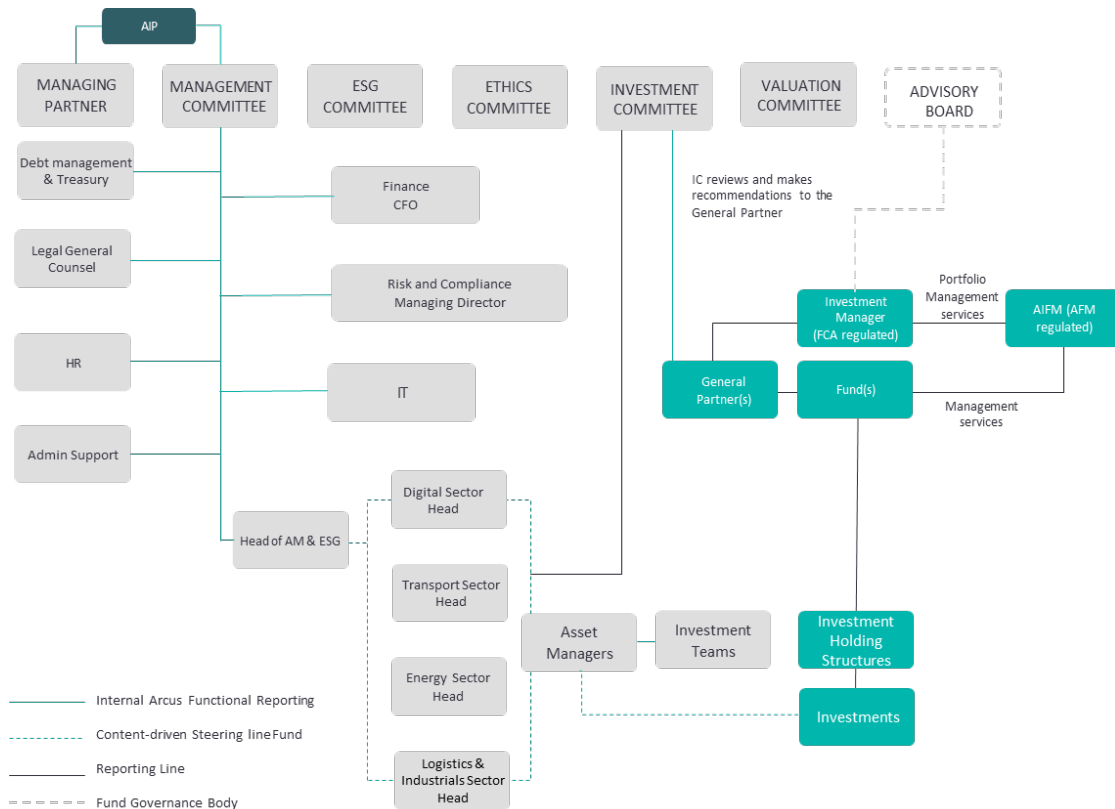 AIP
MANAGING
PARTNER
MANAGEMENT
COMMITTEE
ESG
COMMITTEE
ETHICS
COMMITTEE
INVESTMENT
COMMITTEE
VALUATION
COMMITTEE
ADVISORY
BOARD
Debt management
& Treasury
Finance
CFO
IC reviews and makes
recommendations to the
General Partner
Legal General
Counsel
Risk and Compliance
Managing Director
Investment
Manager
(FCA regulated)
Portfolio
Management
services
AIFM (AFM
regulated)
HR
IT
General
Partner(s)
Fund(s)
Management
services
Admin Support
Digital Sector
Head
Head of AM & ESG
Transport Sector
Head
Asset
Managers
Investment
Teams
Investment
Holding
Structures
Energy Sector
Head
Investments
Logistics &
Industrials Sector
Head
Internal Arcus Functional Reporting
Content-driven Steering line Fund
Reporting Line
Fund Governance Body